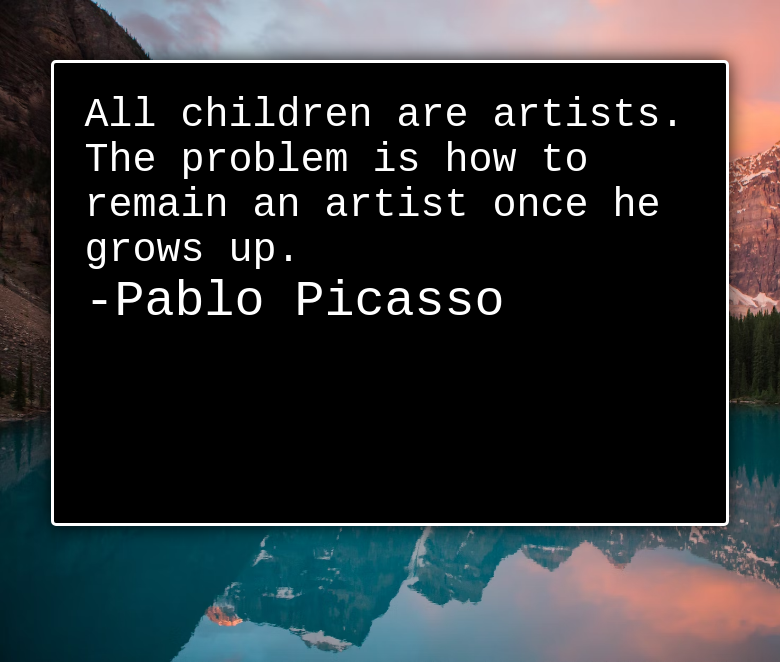 All children are artists.
The problem is how to
remain an artist once he
grows up.
-Pablo Picasso